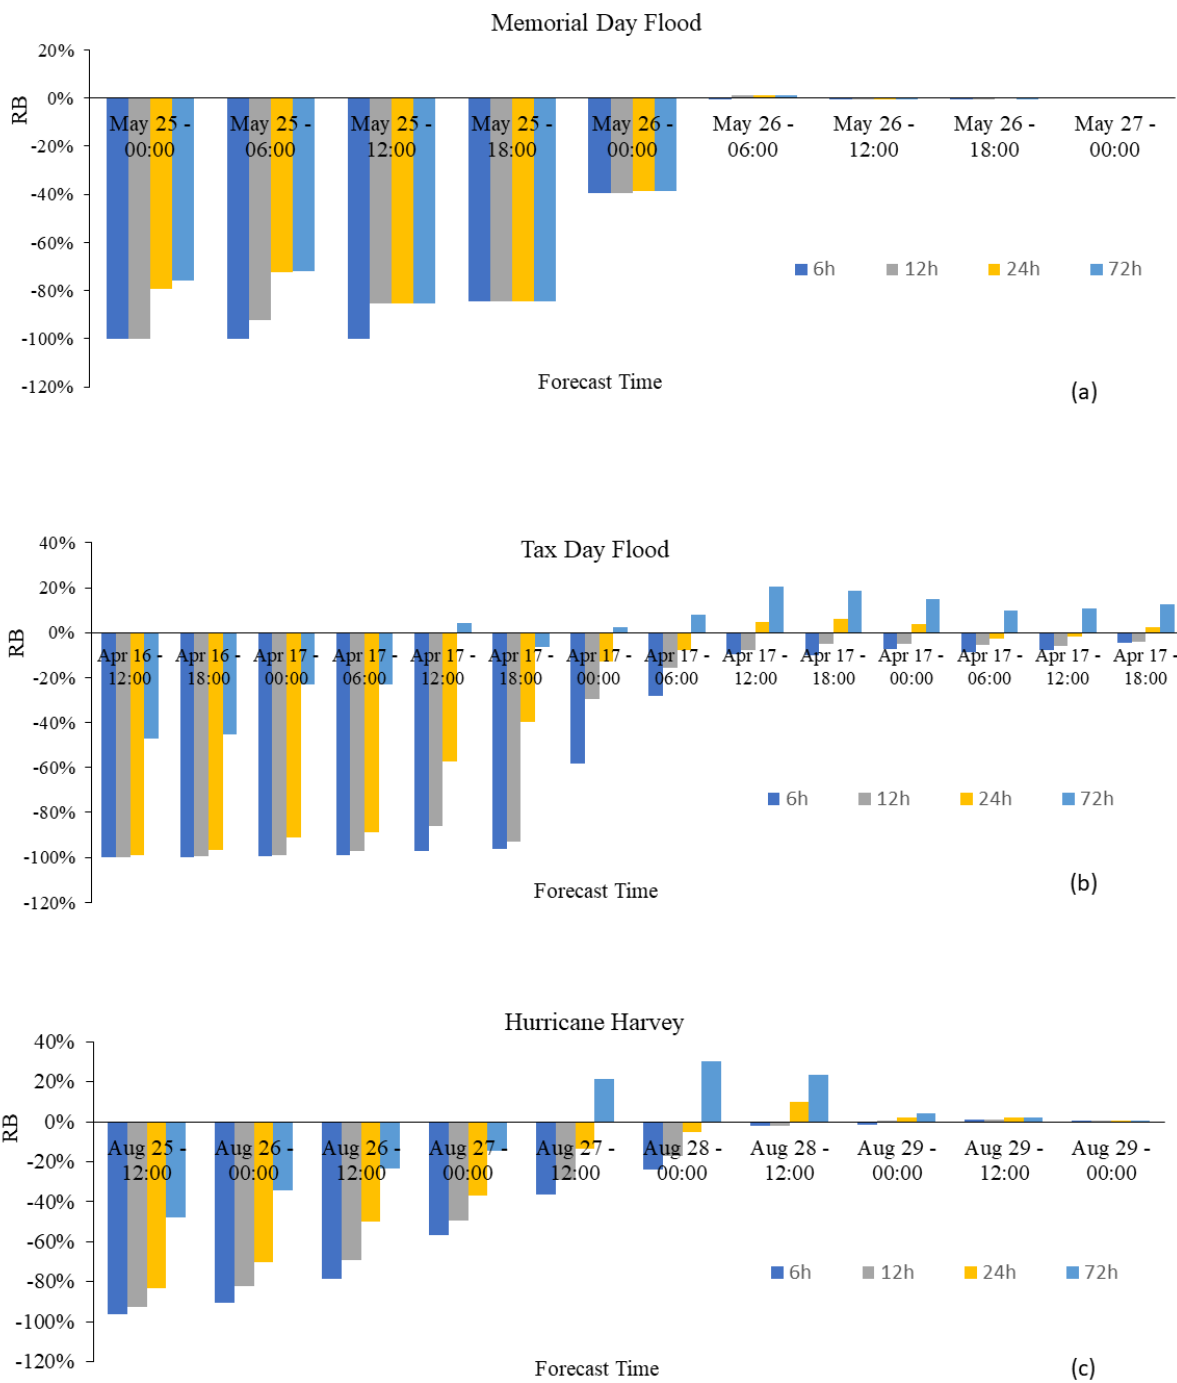 Memorial Day Flood
20%
0%
-20%
-40%
-60%
-80%
-100%
-120%
RB
May 25 - May 25 - May 25 - May 25 - May 26 - May 26 - May 26 - May 26 - May 27 -
00:00 06:00 12:00 18:00 00:00 06:00 12:00 18:00 00:00
6h 12h 24h 72h
Forecast Time
(a)
Tax Day Flood
40%
20%
0%
-20%
-40%
-60%
-80%
-100%
-120%
RB
Apr 16 - Apr 16 - Apr 17 - Apr 17 - Apr 17 - Apr 17 - Apr 17 - Apr 17 - Apr 17 - Apr 17 - Apr 17 - Apr 17 - Apr 17 - Apr 17 -
12:00 18:00 00:00 06:00 12:00 18:00 00:00 06:00 12:00 18:00 00:00 06:00 12:00 18:00
6h 12h 24h 72h
Forecast Time
(b)
Hurricane Harvey
40%
20%
0%
-20%
-40%
-60%
-80%
-100%
-120%
RB
Aug 25 - Aug 26 - Aug 26 - Aug 27 - Aug 27 - Aug 28 - Aug 28 - Aug 29 - Aug 29 - Aug 29 -
12:00 00:00 12:00 00:00 12:00 00:00 12:00 00:00 12:00 00:00
6h 12h 24h 72h
Forecast Time
(c)